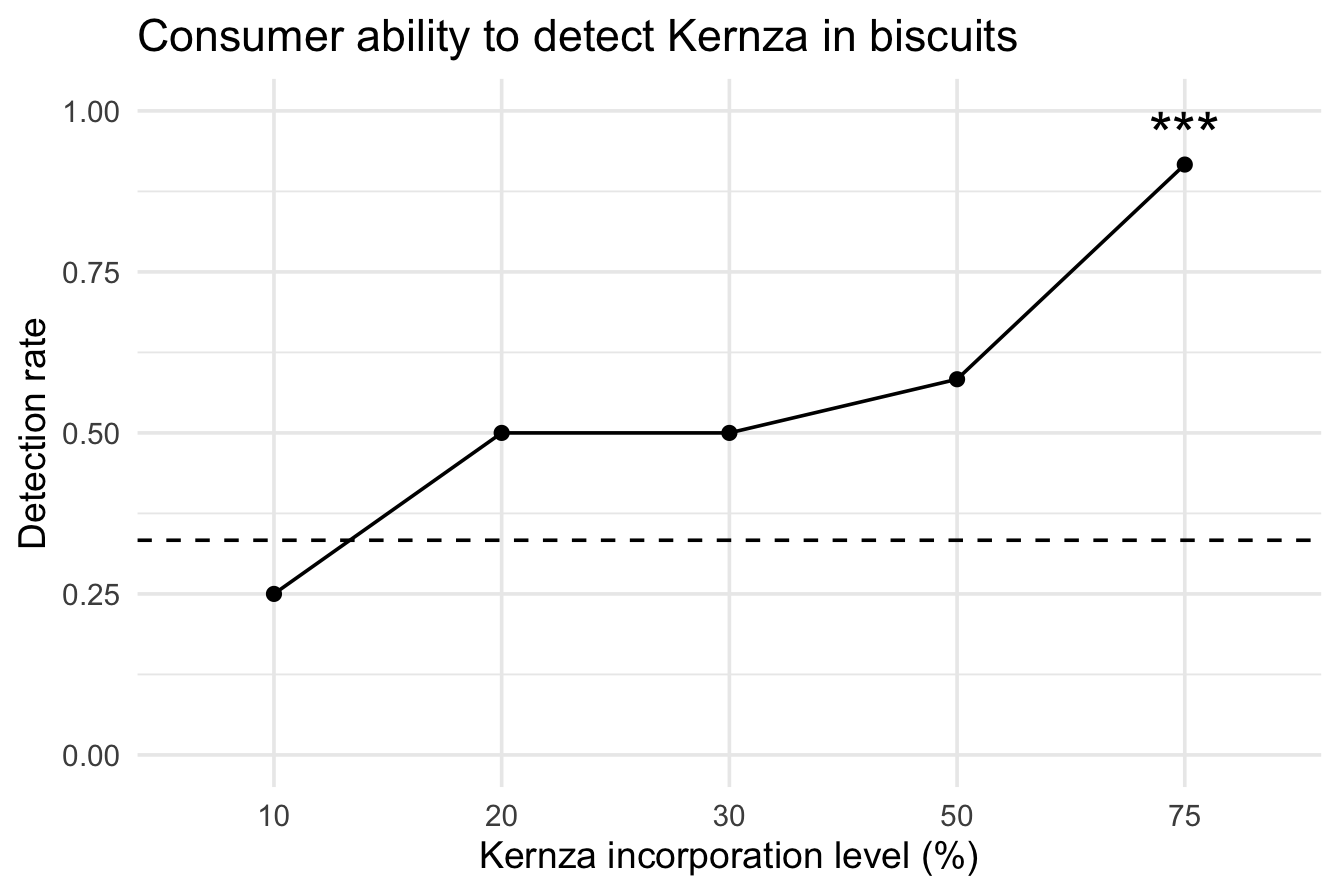 Consumer ability to detect Kernza in biscuits
1.00
***
0.75
0.50
0.25
0.00
Detection rate
10 20 30 50 75
Kernza incorporation level (%)